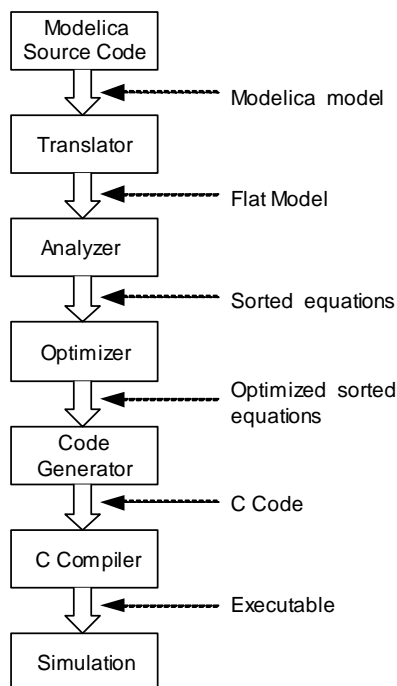 Modelica
Source Code
Modelica model
Translator
Flat Model
Analyzer
Sorted equations
Optimizer
Optimized sorted
equations
Code
Generator
C Code
C Compiler
Executable
Simulation